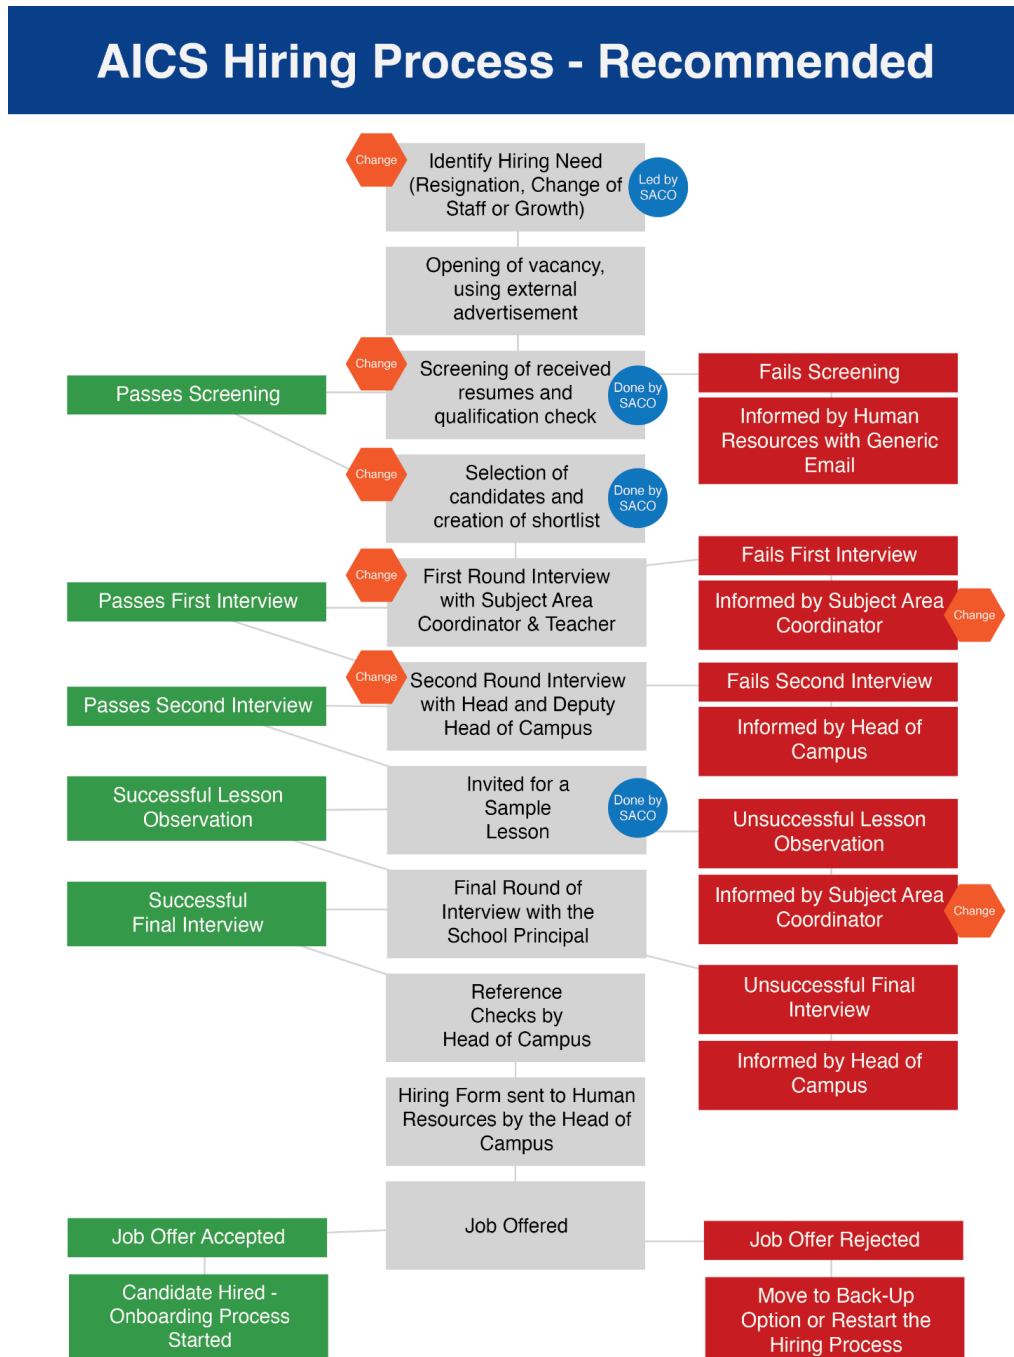 AICS Hiring Process - Recommended
Change
Identify Hiring Need
(Resignation, Change of
Staff or Growth)
Led by
SACO
Opening of vacancy,
using external
advertisement
Change
Screening of received
resumes and
qualification check
Done by
SACO
Passes Screening
Fails Screening
Informed by Human
Resources with Generic
Email
Change
Selection of
candidates and
creation of shortlist
Done by
SACO
Change
First Round Interview
with Subject Area
Coordinator & Teacher
Fails First Interview
Passes First Interview
Informed by Subject Area
Coordinator
Change
Change
Second Round Interview
with Head and Deputy
Head of Campus
Fails Second Interview
Passes Second Interview
Informed by Head of
Campus
Invited for a
Sample
Lesson
Done by
SACO
Successful Lesson
Observation
Unsuccessful Lesson
Observation
Informed by Subject Area
Coordinator
Change
Final Round of
Interview with the
School Principal
Successful
Final Interview
Unsuccessful Final
Interview
Informed by Head of
Campus
Reference
Checks by
Head of Campus
Hiring Form sent to Human
Resources by the Head of
Campus
Job Offered
Job Offer Accepted
Job Offer Rejected
Candidate Hired -
Onboarding Process
Started
Move to Back-Up
Option or Restart the
Hiring Process